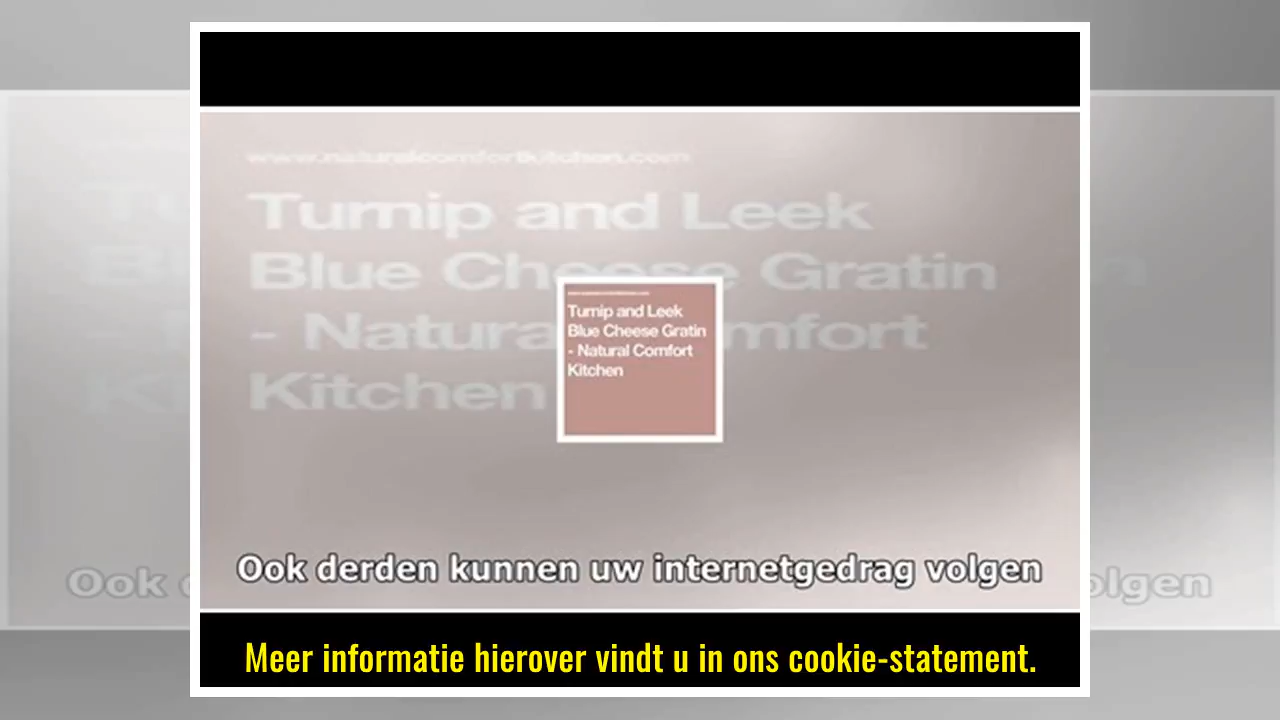 www.naturalcomfortkitchen.com
Turnip and Leek
Blue Cheese Gratin
- Natural Comfort
Kitchen
Turnip and Leek
Blue Cheese Gratin
- Natural Comfort
Kitchen
Ook derden kunnen uw internetgedrag volgen
Meer informatie hierover vindt u in ons cookie-statement.